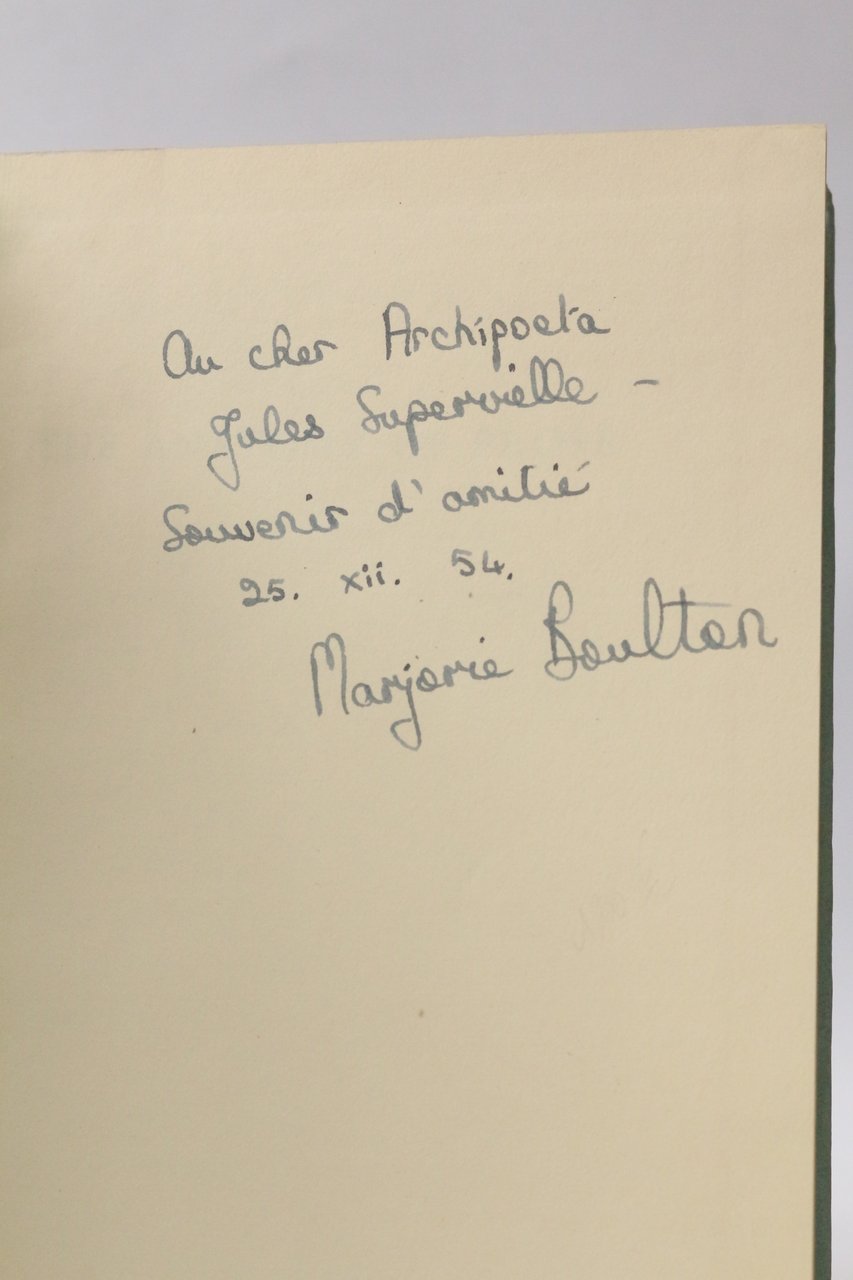 Au cher Archipoeta
Jules Supervielle –
Souvenir d'amitié
25. xii. 54.
Marjorie Boulton